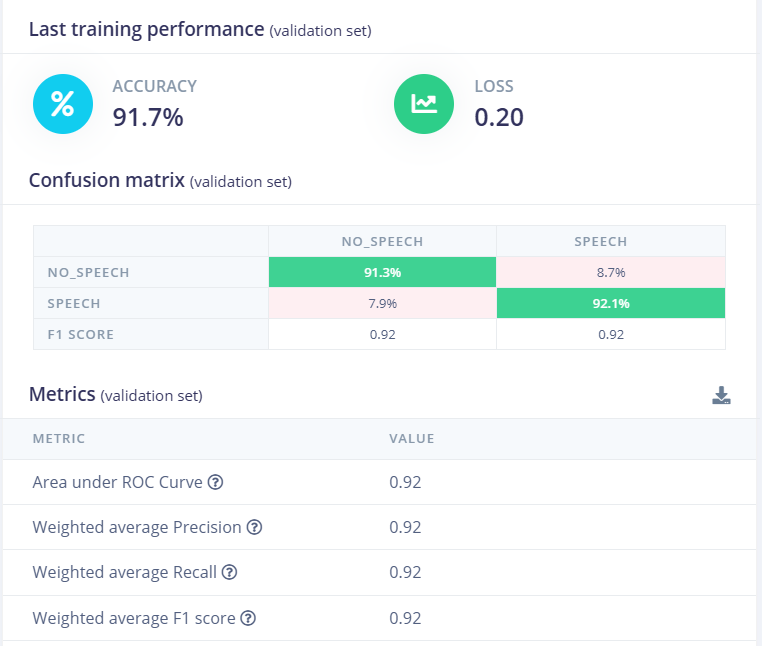 Last training performance (validation set)
% ACCURACY
91.7%
LOSS
0.20
Confusion matrix (validation set)
NO_SPEECH SPEECH
NO_SPEECH 91.3% 8.7%
SPEECH 7.9% 92.1%
F1 SCORE 0.92 0.92
Metrics (validation set)
METRIC VALUE
Area under ROC Curve ? 0.92
Weighted average Precision ? 0.92
Weighted average Recall ? 0.92
Weighted average F1 score ? 0.92